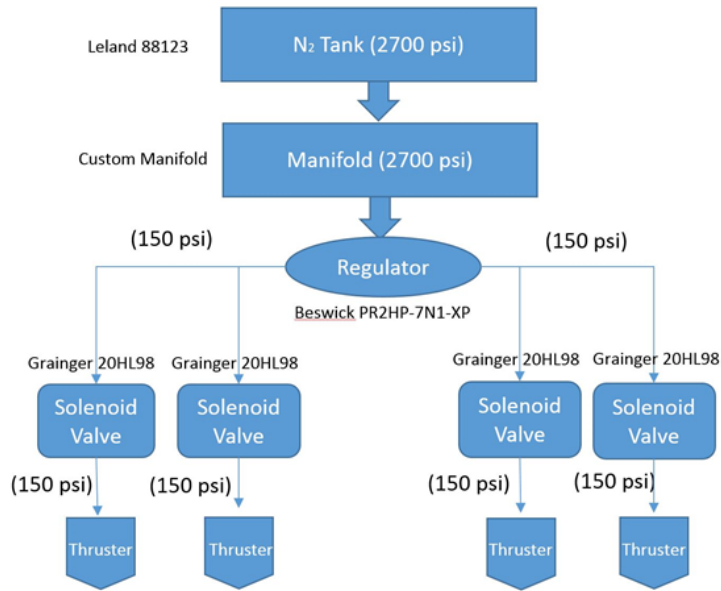 Leland 88123
N₂ Tank (2700 psi)
Custom Manifold
Manifold (2700 psi)
(150 psi)
(150 psi)
Regulator
Beswick PR2HP-7N1-XP
Grainger 20HL98
Grainger 20HL98
Grainger 20HL98
Grainger 20HL98
Solenoid
Valve
Solenoid
Valve
Solenoid
Valve
Solenoid
Valve
(150 psi)
(150 psi)
(150 psi)
(150 psi)
Thruster
Thruster
Thruster
Thruster